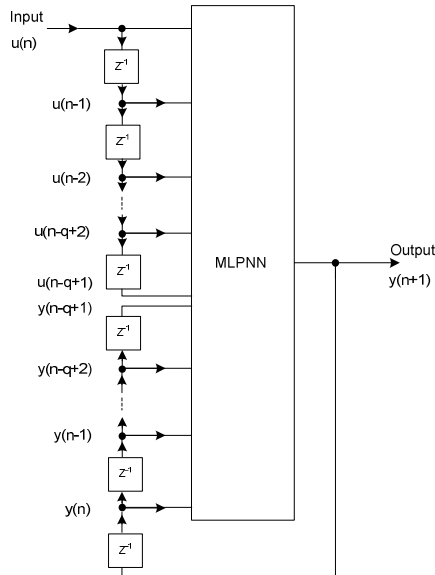 Input
u(n)
Z-1
u(n-1)
Z-1
u(n-2)
u(n-q+2)
Z-1
u(n-q+1)
y(n-q+1)
Z-1
y(n-q+2)
y(n-1)
Z-1
y(n)
Z-1
MLPNN
Output
y(n+1)